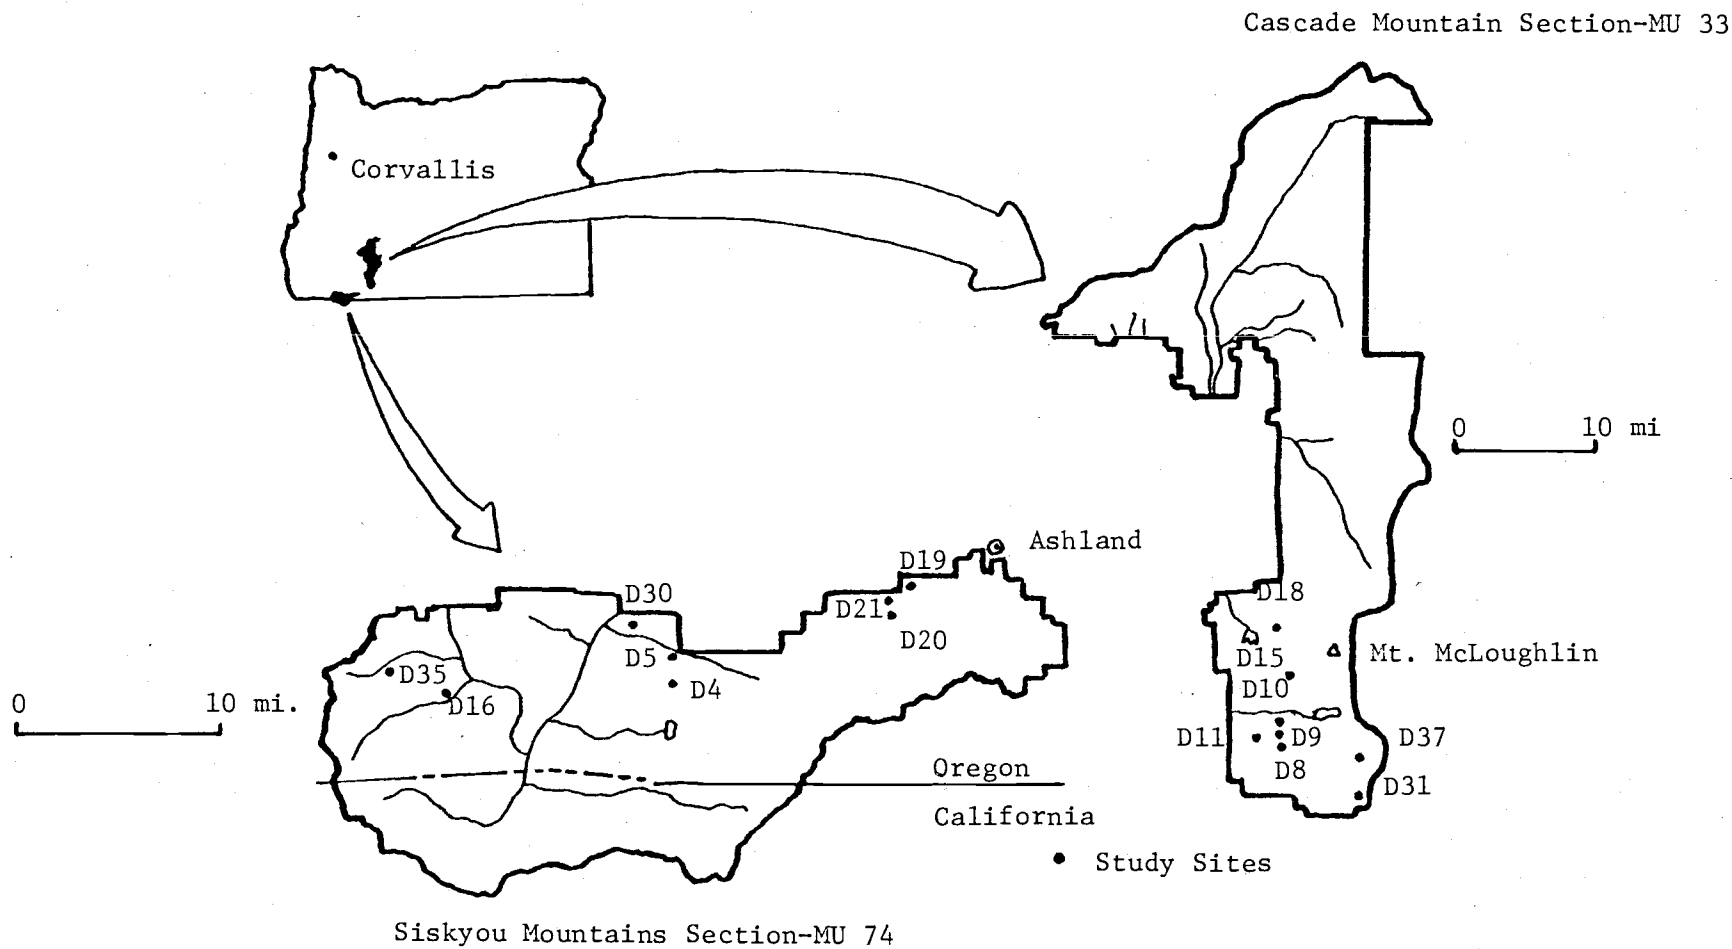 Cascade Mountain Section-MU 33
Corvallis
0 10 mi
Ashland
D19
D18
D30
D21
D20
D5
D15
Mt. McLoughlin
D35
D4
D10
D16
0 10 mi.
D11
D9
D37
Oregon
D8
D31
California
Study Sites
Siskyou Mountains Section-MU 74